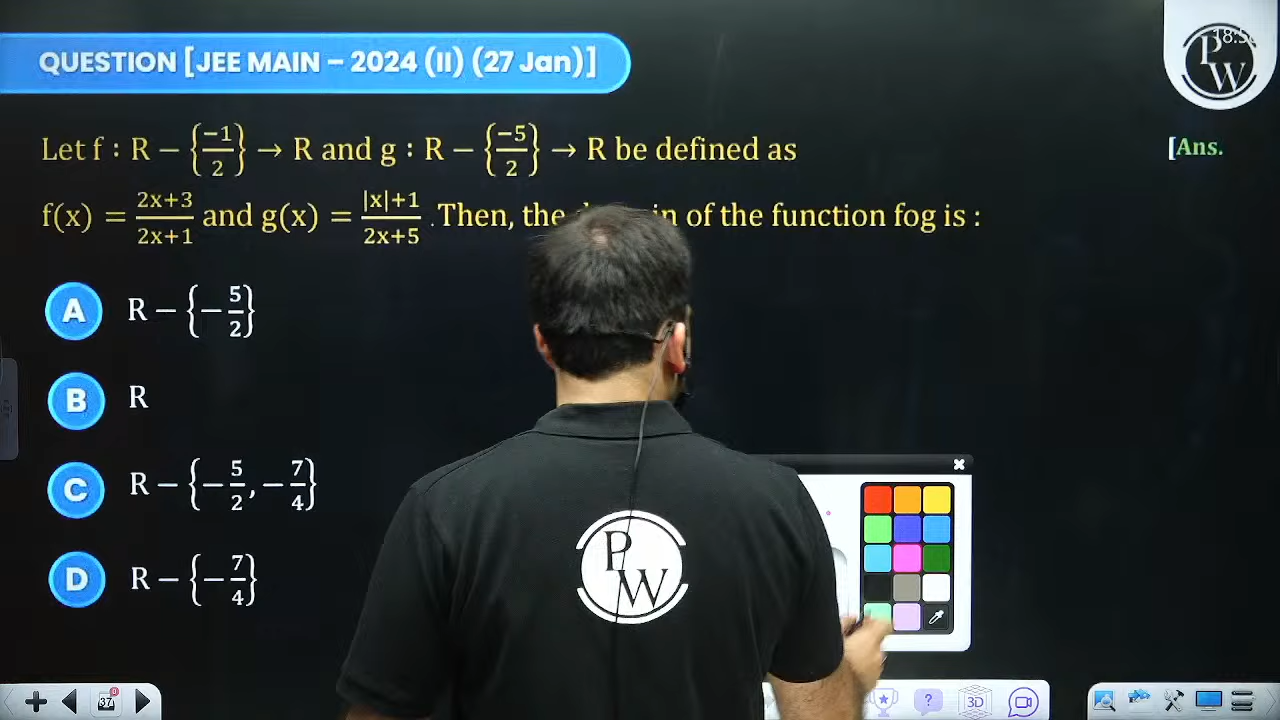 QUESTION [JEE MAIN – 2024 (II) (27 Jan)]
P
W
Let f : R − {−1/2} → R and g : R − {−5/2} → R be defined as
[Ans.
f(x) = 2x+3/2x+1 and g(x) = |x|+1/2x+5 .Then, the of the function fog is :
A R − {−5/2}
B R
C R − {−5/2, −7/4}
D R − {−7/4}
P
W
37
0
?
3D